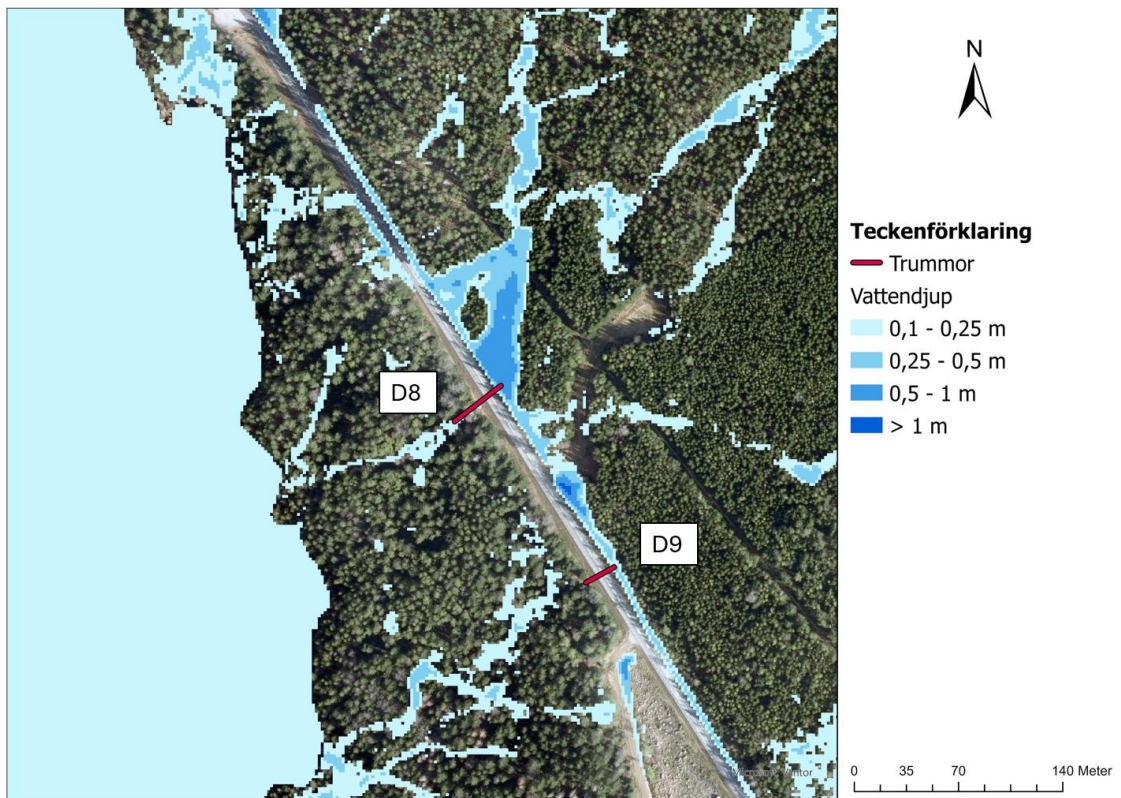 N
Teckenförklaring
Trummor
Vattendjup
0,1 - 0,25 m
0,25 - 0,5 m
0,5 - 1 m
> 1 m
D8
D9
Microsoft
0 35 70 140 Meter